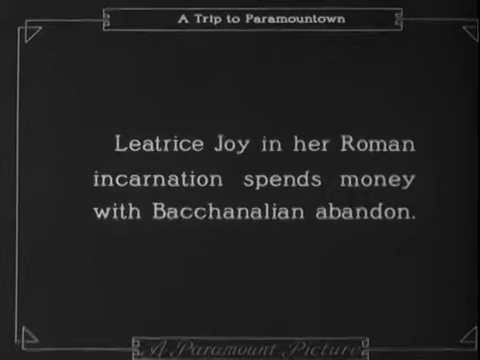 A Trip to Paramountown
Leatrice Joy in her Roman
incarnation spends money
with Bacchanalian abandon.
A Paramount Picture